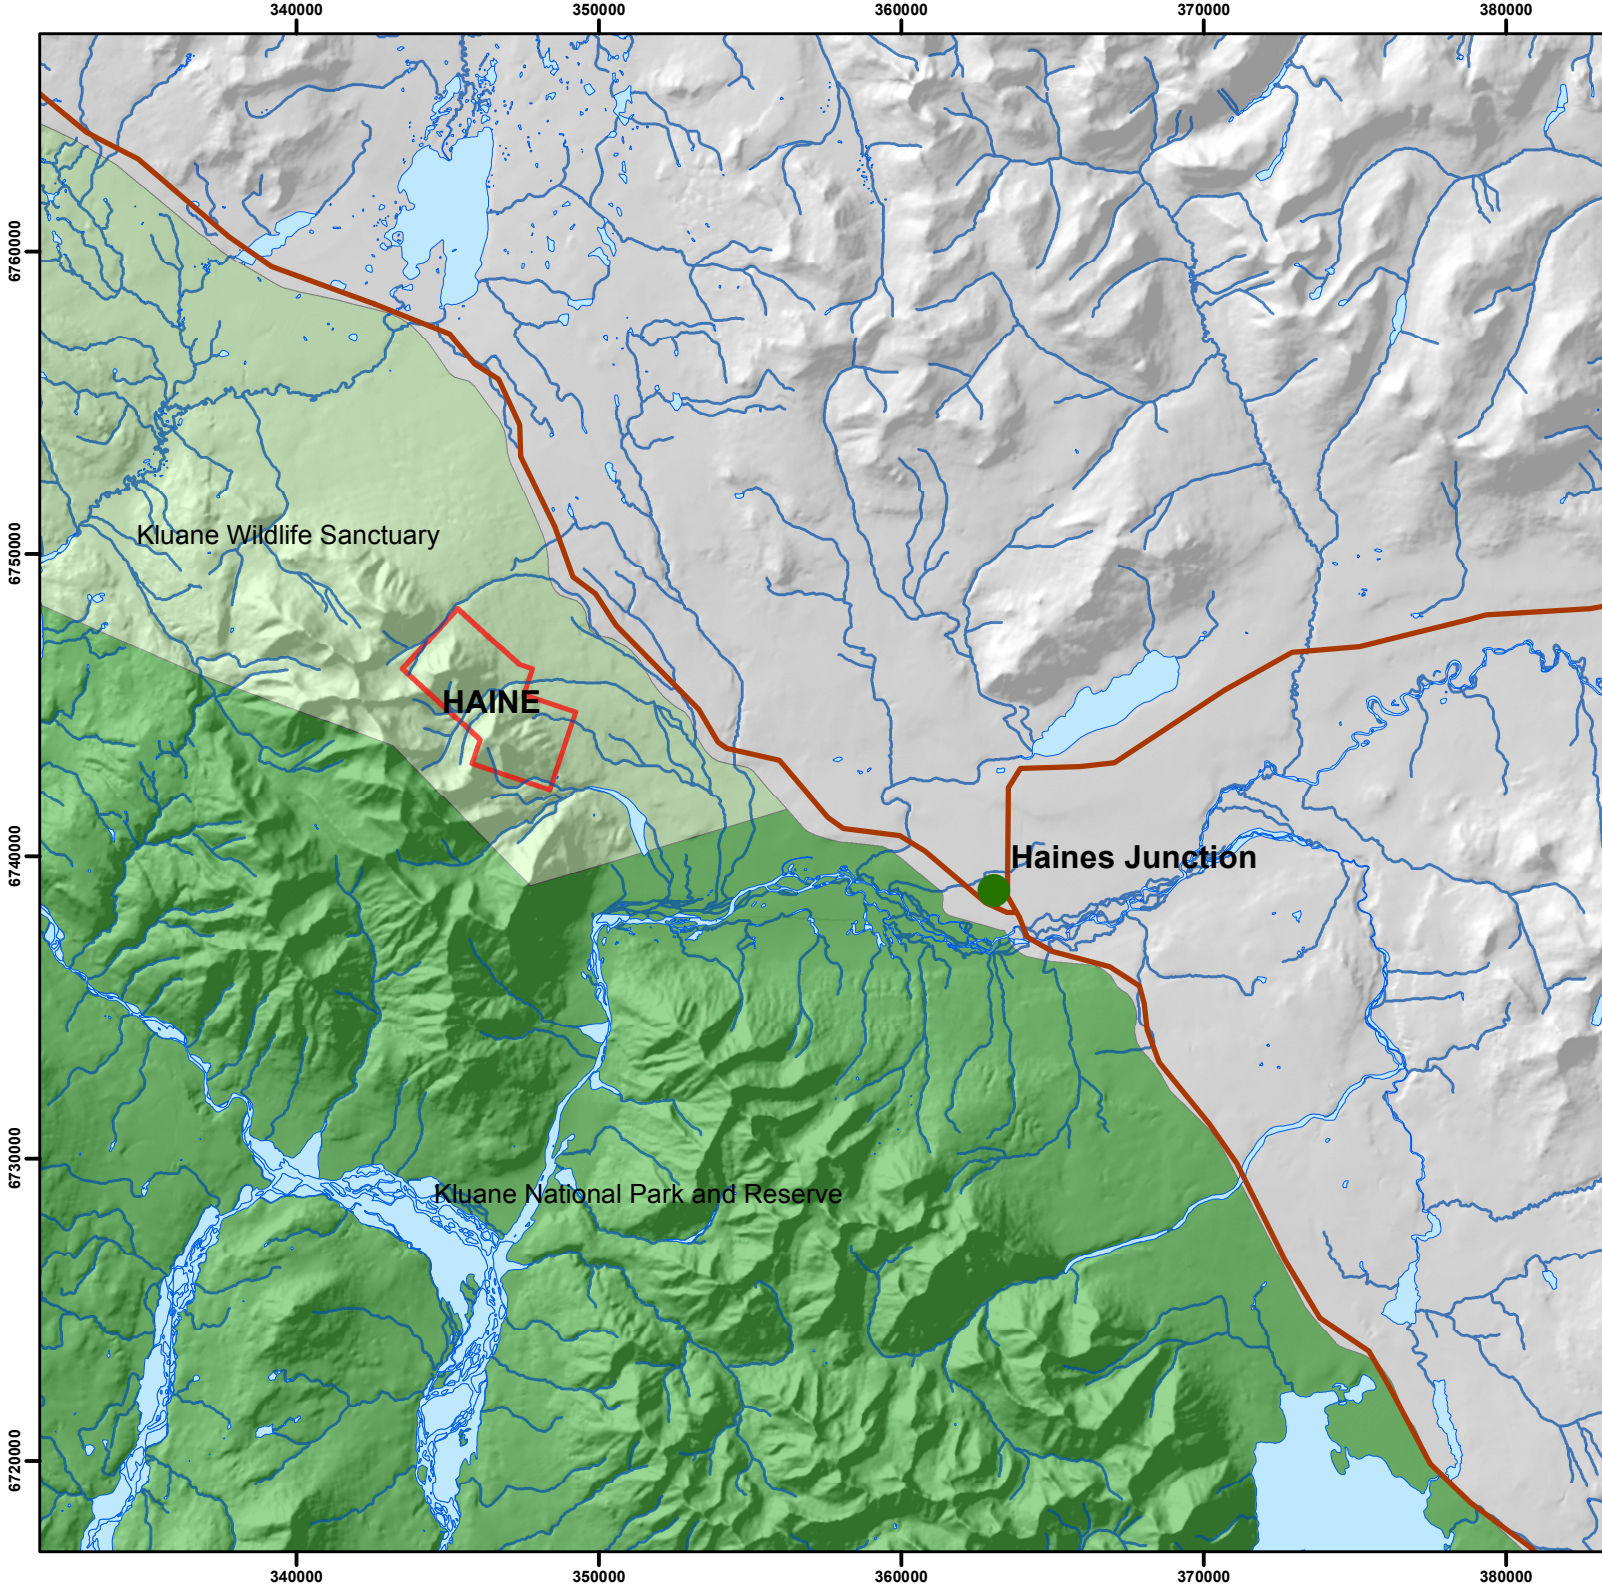 340000 350000 360000 370000 380000
6760000
Kluane Wildlife Sanctuary
6750000
HAINE
6740000
Haines Junction
6730000
Kluane National Park and Reserve
6720000
340000 350000 360000 370000 380000